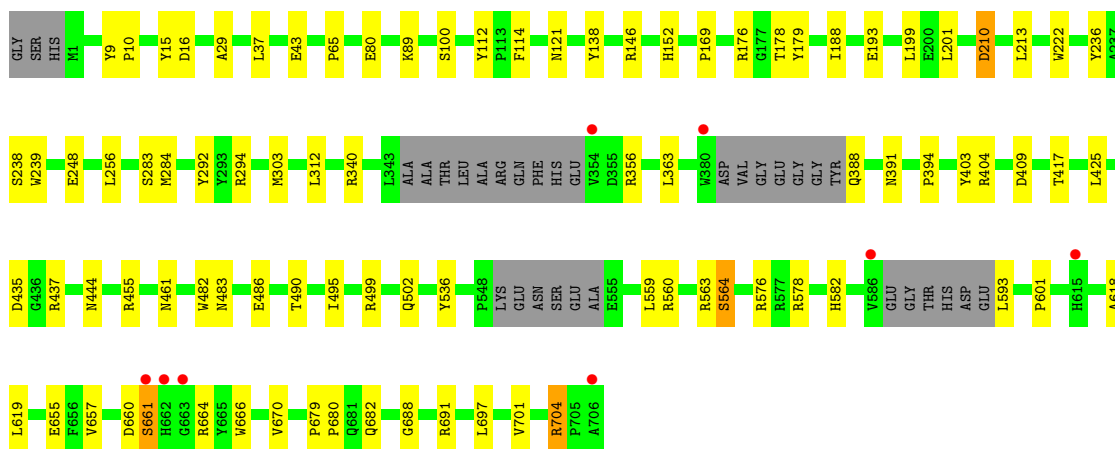 GLY SER HIS M1 Y9 P10 Y15 D16 A29 L37 E43 P65 E80 K89 S100 Y112 P113 F114 N121 Y138 R146 H152 P169 R176 G177 T178 Y179 I188 E193 L199 E200 L201 D210 L213 W222 Y236 A237
S238 W239 E248 L256 S283 M284 Y292 Y293 R294 M303 L312 R340 L343 ALA ALA THR LEU ALA ARG GLN PHE HIS GLU V354 D355 R356 L363 W380 ASP VAL GLY GLU GLY GLY TYR Q388 N391 P394 Y403 R404 D409 T417 L425
D435 G436 R437 N444 R455 N461 W482 N483 E486 T490 I495 R499 Q502 Y536 P548 LYS GLU ASN SER GLU ALA E555 L559 R560 R563 S564 R576 R577 R578 H582 V586 GLU GLY THR HIS ASP GLU L593 P601 H615 A618
L619 E655 F656 V657 D660 S661 H662 G663 R664 Y665 W666 V670 P679 P680 Q681 Q682 G688 R691 L697 V701 R704 P705 A706